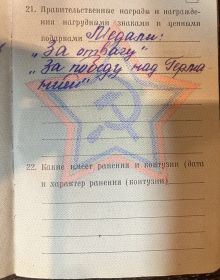 21. Правительственные награды и награжде-
ния нагрудными знаками и ценными
подарками Медали:
„За отвагу"
„За победу над Герма
нией"
22. Какие имеет ранения и контузии (дата
и характер ранения (контузии)